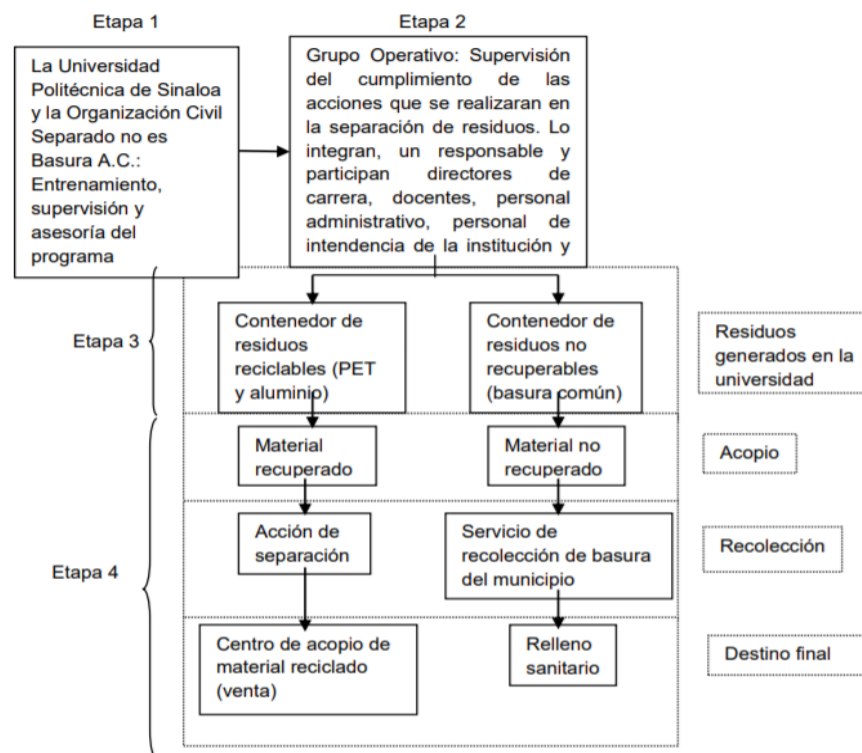 Etapa 1
Etapa 2
La Universidad
Politécnica de Sinaloa
y la Organización Civil
Separado no es
Basura A.C.:
Entrenamiento,
supervisión y
asesoría del
programa
Grupo Operativo: Supervisión
del cumplimiento de las
acciones que se realizaran en
la separación de residuos. Lo
integran, un responsable y
participan directores de
carrera, docentes, personal
administrativo, personal de
intendencia de la institución y
Etapa 3
Contenedor de
residuos
reciclables (PET
y aluminio)
Contenedor de
residuos no
recuperables
(basura común)
Residuos
generados en la
universidad
Etapa 4
Material
recuperado
Material no
recuperado
Acopio
Acción de
separación
Servicio de
recolección de basura
del municipio
Recolección
Centro de acopio de
material reciclado
(venta)
Relleno
sanitario
Destino final